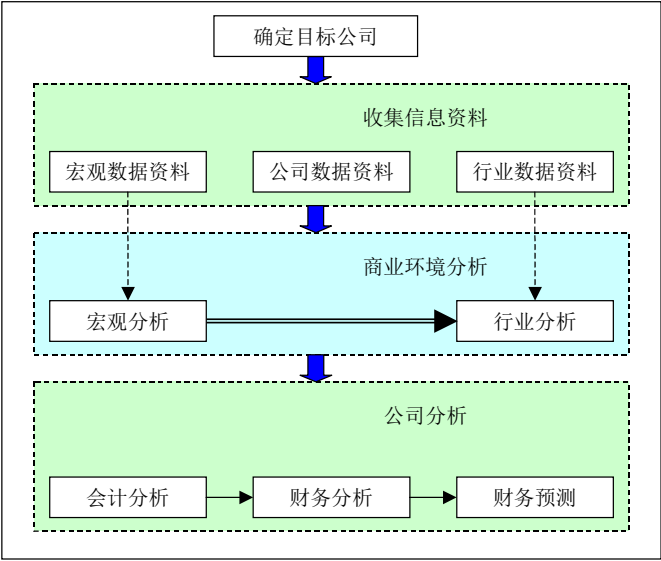 确定目标公司
收集信息资料
宏观数据资料
公司数据资料
行业数据资料
商业环境分析
宏观分析
行业分析
公司分析
会计分析
财务分析
财务预测